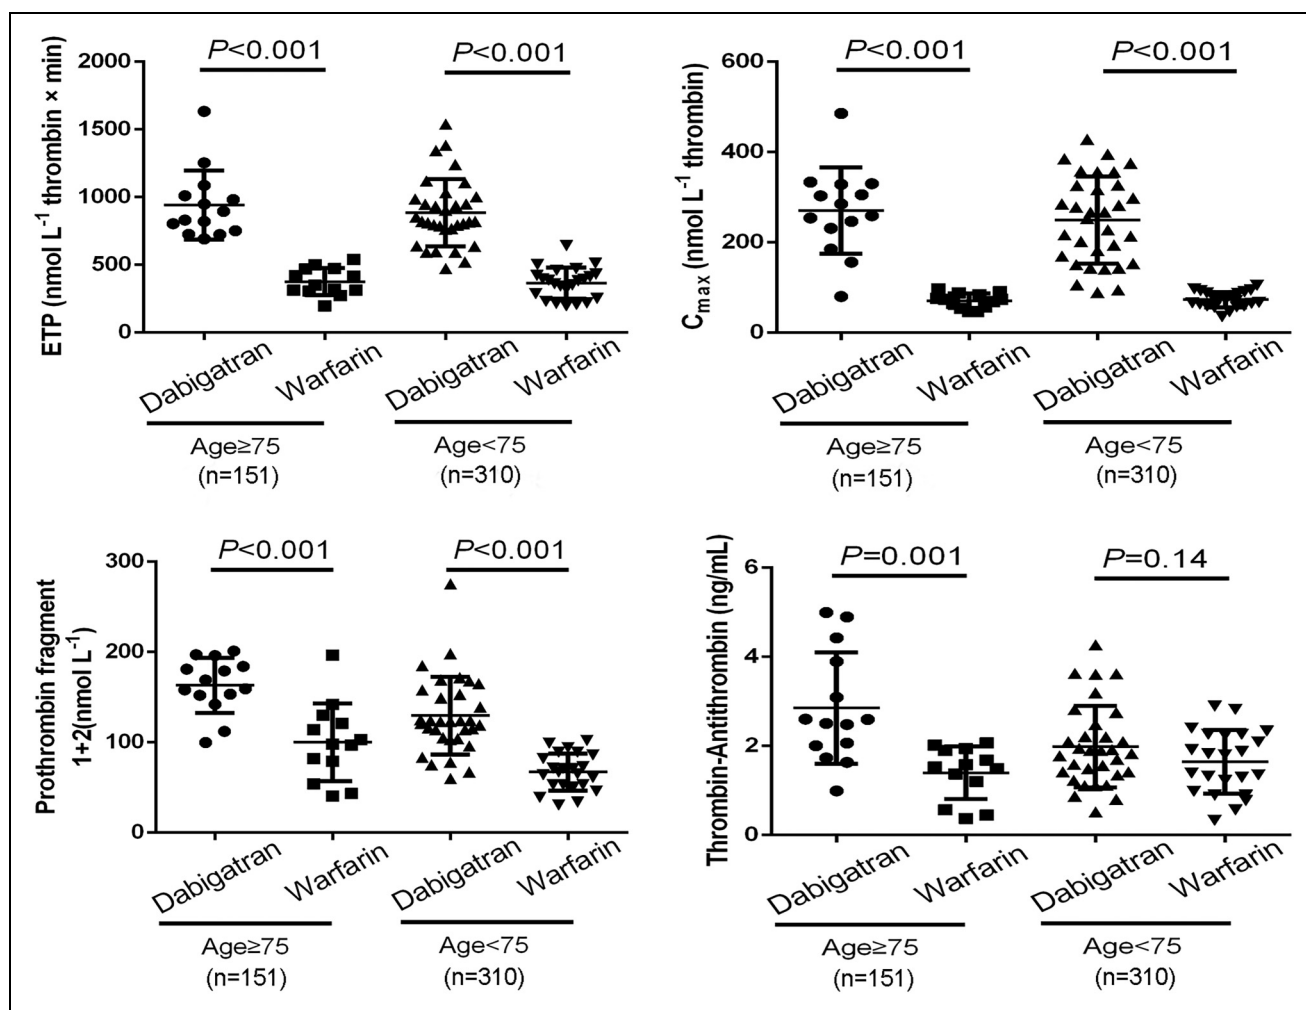 P<0.001
P<0.001
ETP (nmol L⁻¹ thrombin × min)
2000
1500
1000
500
0
Dabigatran
Warfarin
Dabigatran
Warfarin
Age≥75
(n=151)
Age<75
(n=310)
P<0.001
P<0.001
Cmax (nmol L⁻¹ thrombin)
600
400
200
0
Dabigatran
Warfarin
Dabigatran
Warfarin
Age≥75
(n=151)
Age<75
(n=310)
P<0.001
P<0.001
Prothrombin fragment
1+2(nmol L⁻¹)
300
200
100
0
Dabigatran
Warfarin
Dabigatran
Warfarin
Age≥75
(n=151)
Age<75
(n=310)
P=0.001
P=0.14
Thrombin-Antithrombin (ng/mL)
6
4
2
0
Dabigatran
Warfarin
Dabigatran
Warfarin
Age≥75
(n=151)
Age<75
(n=310)